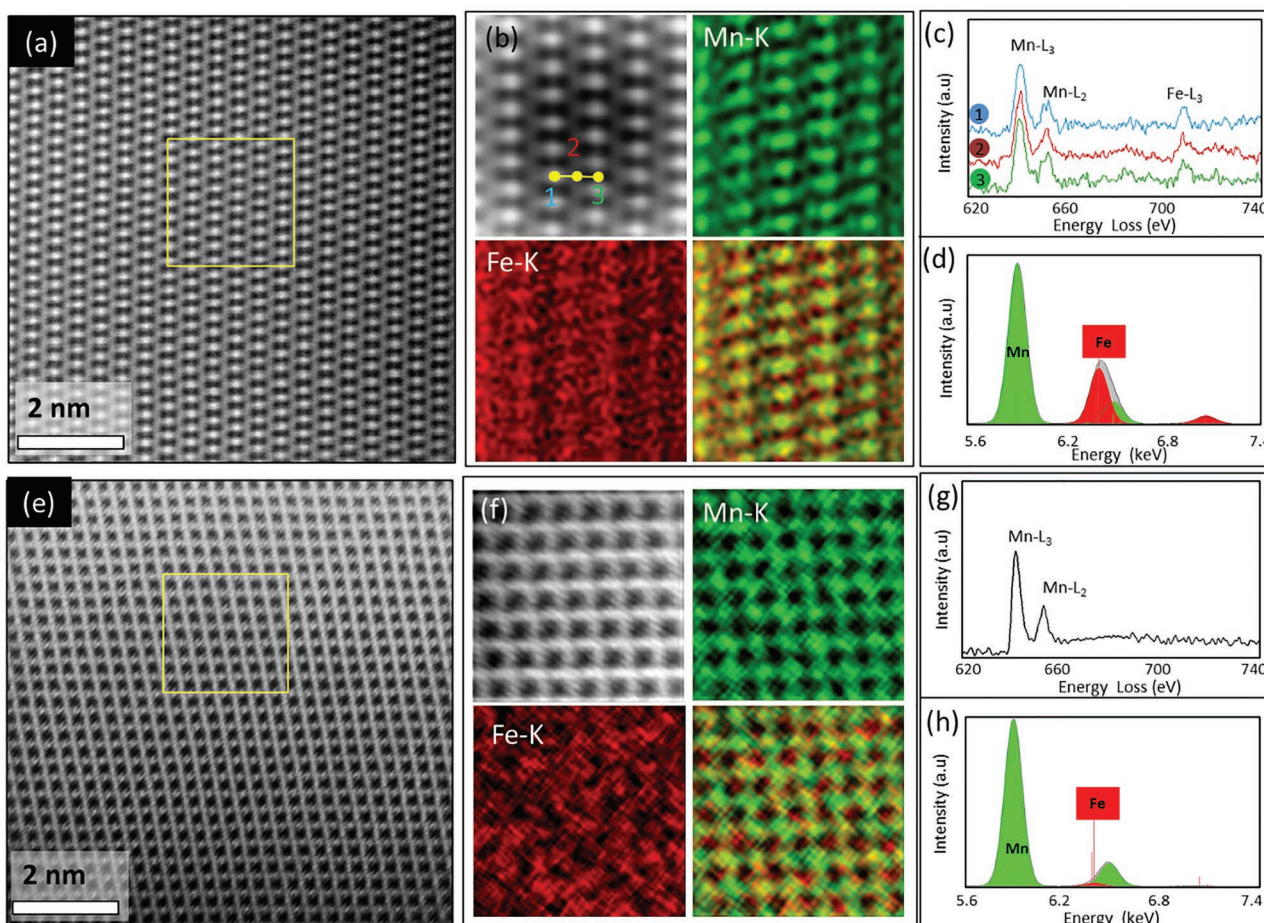 (a)
2 nm
(b)
Mn-K
2
1
3
Fe-K
(c)
Intensity (a.u)
Mn-L3
Mn-L2
Fe-L3
1
2
3
620 660 700 740
Energy Loss (eV)
(d)
Intensity (a.u)
Mn
Fe
5.6 6.2 6.8 7.4
Energy (keV)
(e)
2 nm
(f)
Mn-K
Fe-K
(g)
Intensity (a.u)
Mn-L3
Mn-L2
620 660 700 740
Energy Loss (eV)
(h)
Intensity (a.u)
Mn
Fe
5.6 6.2 6.8 7.4
Energy (keV)